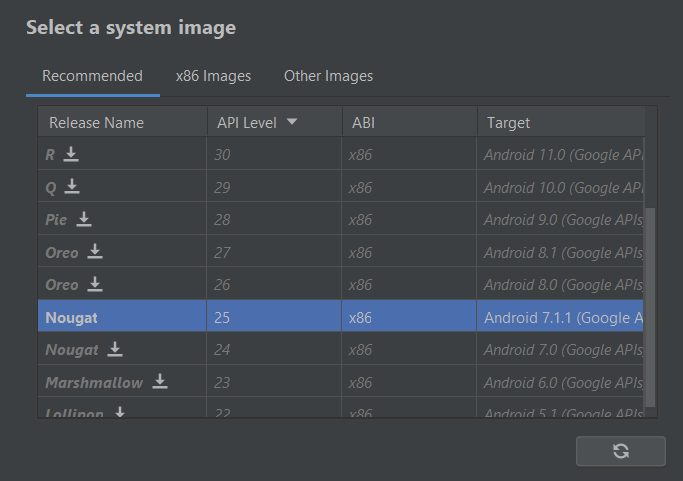 Select a system image
Recommended x86 Images Other Images
Release Name API Level ABI Target
R 30 x86 Android 11.0 (Google API
Q 29 x86 Android 10.0 (Google API
Pie 28 x86 Android 9.0 (Google APIs
Oreo 27 x86 Android 8.1 (Google APIs
Oreo 26 x86 Android 8.0 (Google APIs
Nougat 25 x86 Android 7.1.1 (Google A
Nougat 24 x86 Android 7.0 (Google APIs
Marshmallow 23 x86 Android 6.0 (Google APIs
Lollipop 22 x86 Android 5.1 (Google APIs